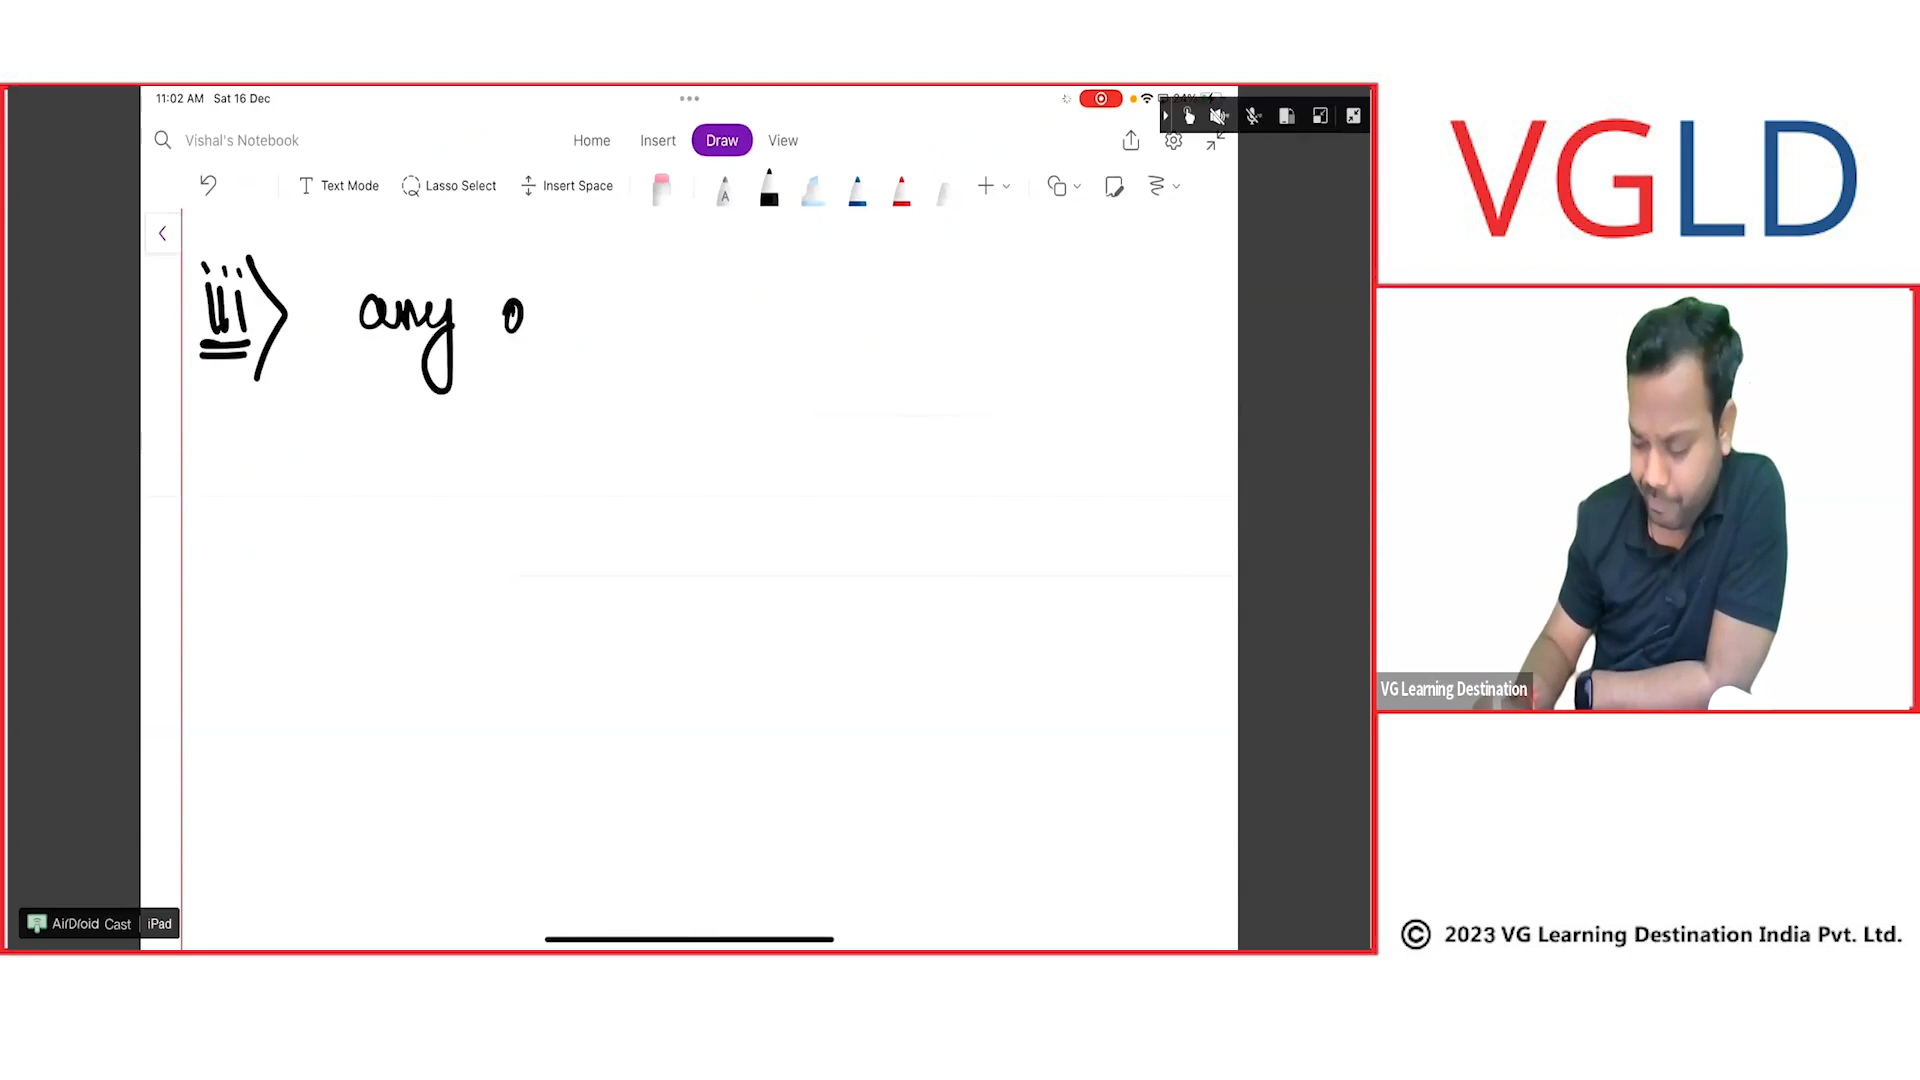 11:02 AM Sat 16 Dec
24%
Vishal's Notebook
Home Insert Draw View
Text Mode Lasso Select Insert Space
A
iii> any o
AirDroid Cast iPad
VGLD
VG Learning Destination
© 2023 VG Learning Destination India Pvt. Ltd.